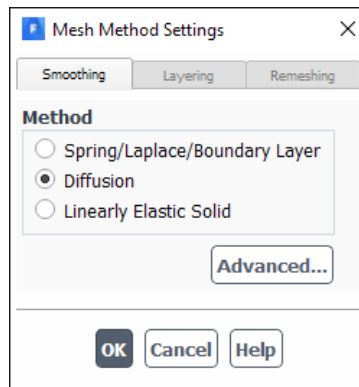 F Mesh Method Settings
Smoothing Layering Remeshing
Method
Spring/Laplace/Boundary Layer
Diffusion
Linearly Elastic Solid
Advanced...
OK Cancel Help